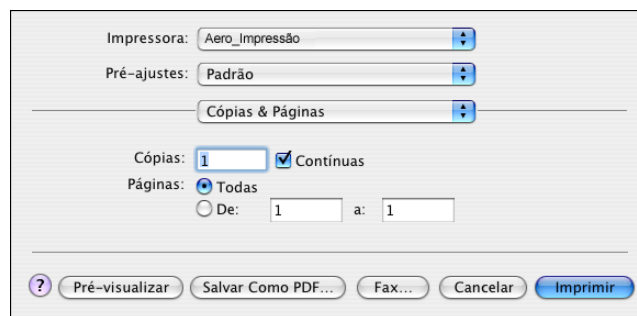 Impressora: Aero_Impressão
Pré-ajustes: Padrão
Cópias & Páginas
Cópias: 1 Contínuas
Páginas: Todas
De: 1 a: 1
? Pré-visualizar Salvar Como PDF... Fax... Cancelar Imprimir